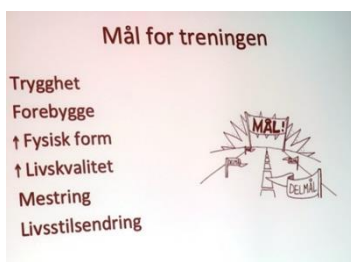 Mål for treningen
Trygghet
Forebygge
↑ Fysisk form
↑ Livskvalitet
Mestring
Livsstilsendring
MÅL!
DELMÅL